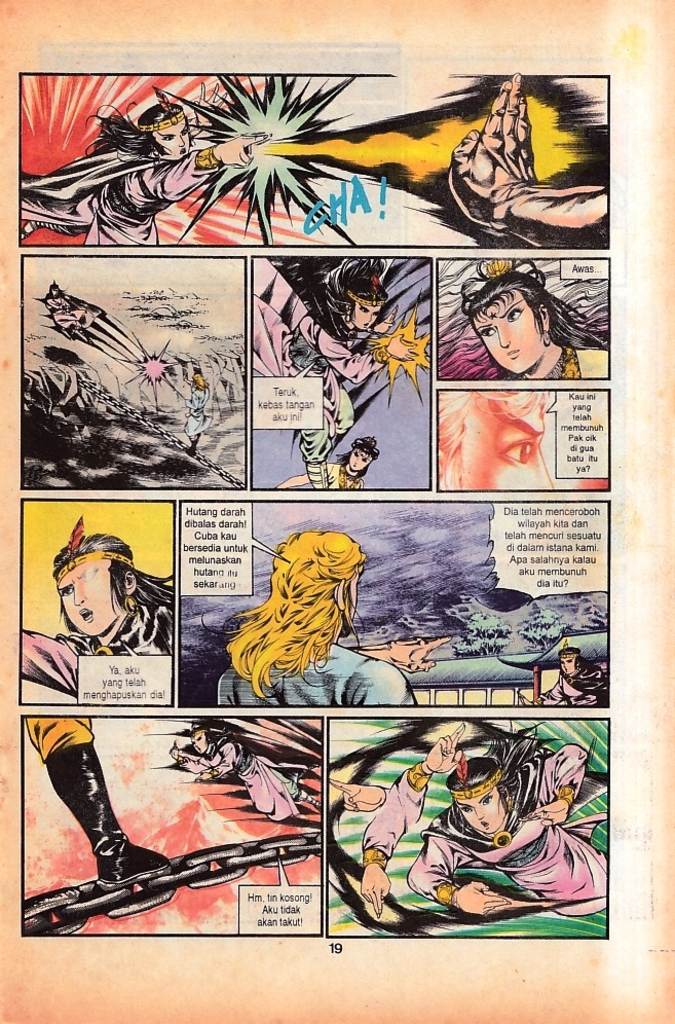 GHA!
Teruk,
kebas tangan
aku ini!
Awas...
Kau ini
yang
telah
membunuh
Pak cik
di gua
batu itu
ya?
Ya, aku
yang telah
menghapuskan dia!
Hutang darah
dibalas darah!
Cuba kau
bersedia untuk
melunaskan
hutang itu
sekarang
Dia telah menceroboh
wilayah kita dan
telah mencuri sesuatu
di dalam istana kami.
Apa salahnya kalau
aku membunuh
dia itu?
Hm, tin kosong!
Aku tidak
akan takut!
19